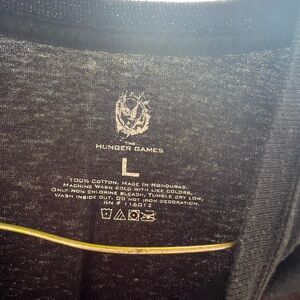 THE
HUNGER GAMES
L
100% COTTON. MADE IN HONDURAS.
MACHINE WASH COLD WITH LIKE COLORS,
ONLY NON CHLORINE BLEACH, TUMBLE DRY LOW,
WASH INSIDE OUT. DO NOT IRON DECORATION.
RN # 116072